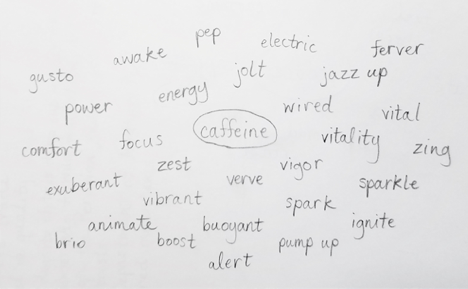 pep
awake electric ferver
gusto jolt jazz up
power energy wired vital
comfort focus caffeine vitality zing
exuberant zest verve vigor sparkle
vibrant spark
brio animate boost buoyant pump up ignite
alert